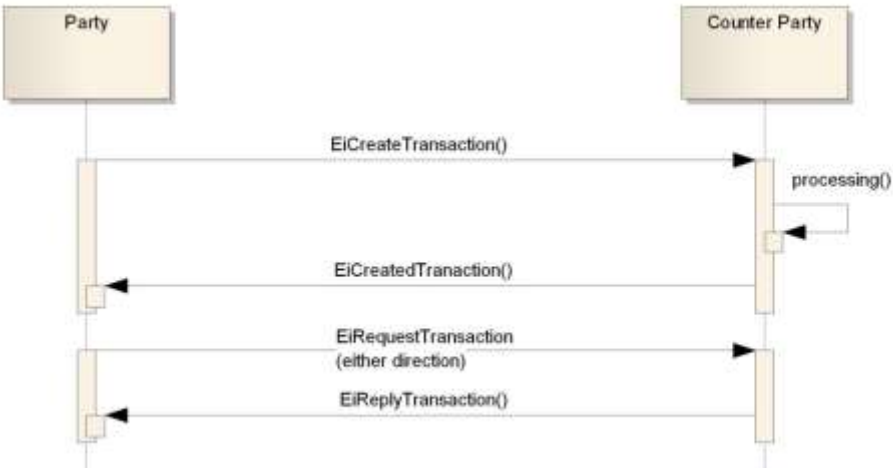 Party
Counter Party
EiCreateTransaction()
processing()
EiCreatedTranaction()
EiRequestTransaction
(either direction)
EiReplyTransaction()